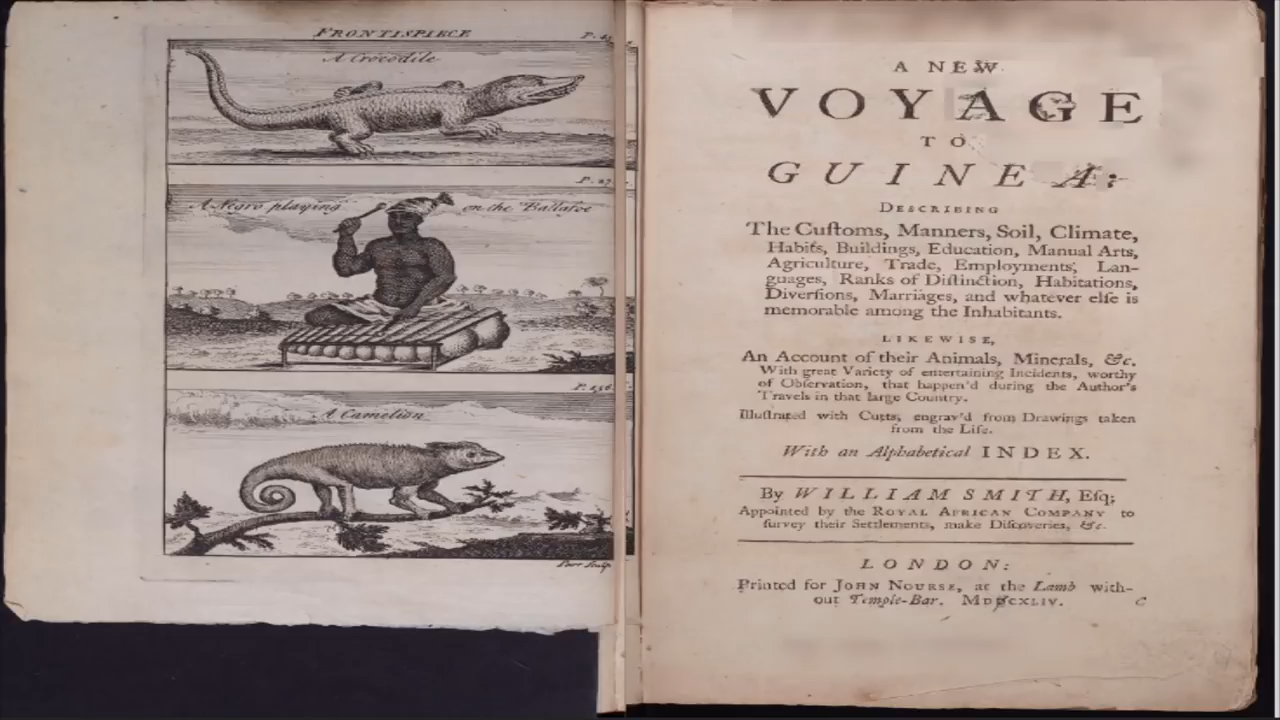 FRONTISPIECE
A Crocodile
A Negro playing on the Ballafoe
A Camelion
A NEW
VOYAGE
TO
GUINEA:
DESCRIBING
The Cuſtoms, Manners, Soil, Climate,
Habits, Buildings, Education, Manual Arts,
Agriculture, Trade, Employments, Lan-
guages, Ranks of Diſtinction, Habitations,
Diverſions, Marriages, and whatever elſe is
memorable among the Inhabitants.
LIKEWISE,
An Account of their Animals, Minerals, &c.
With great Variety of entertaining Incidents, worthy
of Obſervation, that happen'd during the Author's
Travels in that large Country.
Illuſtrated with Cutts, engrav'd from Drawings taken
from the Life.
With an Alphabetical INDEX.
By WILLIAM SMITH, Eſq;
Appointed by the ROYAL AFRICAN COMPANY to
ſurvey their Settlements, make Diſcoveries, &c.
LONDON:
Printed for JOHN NOURSE, at the Lamb with-
out Temple-Bar. MDCCXLIV.